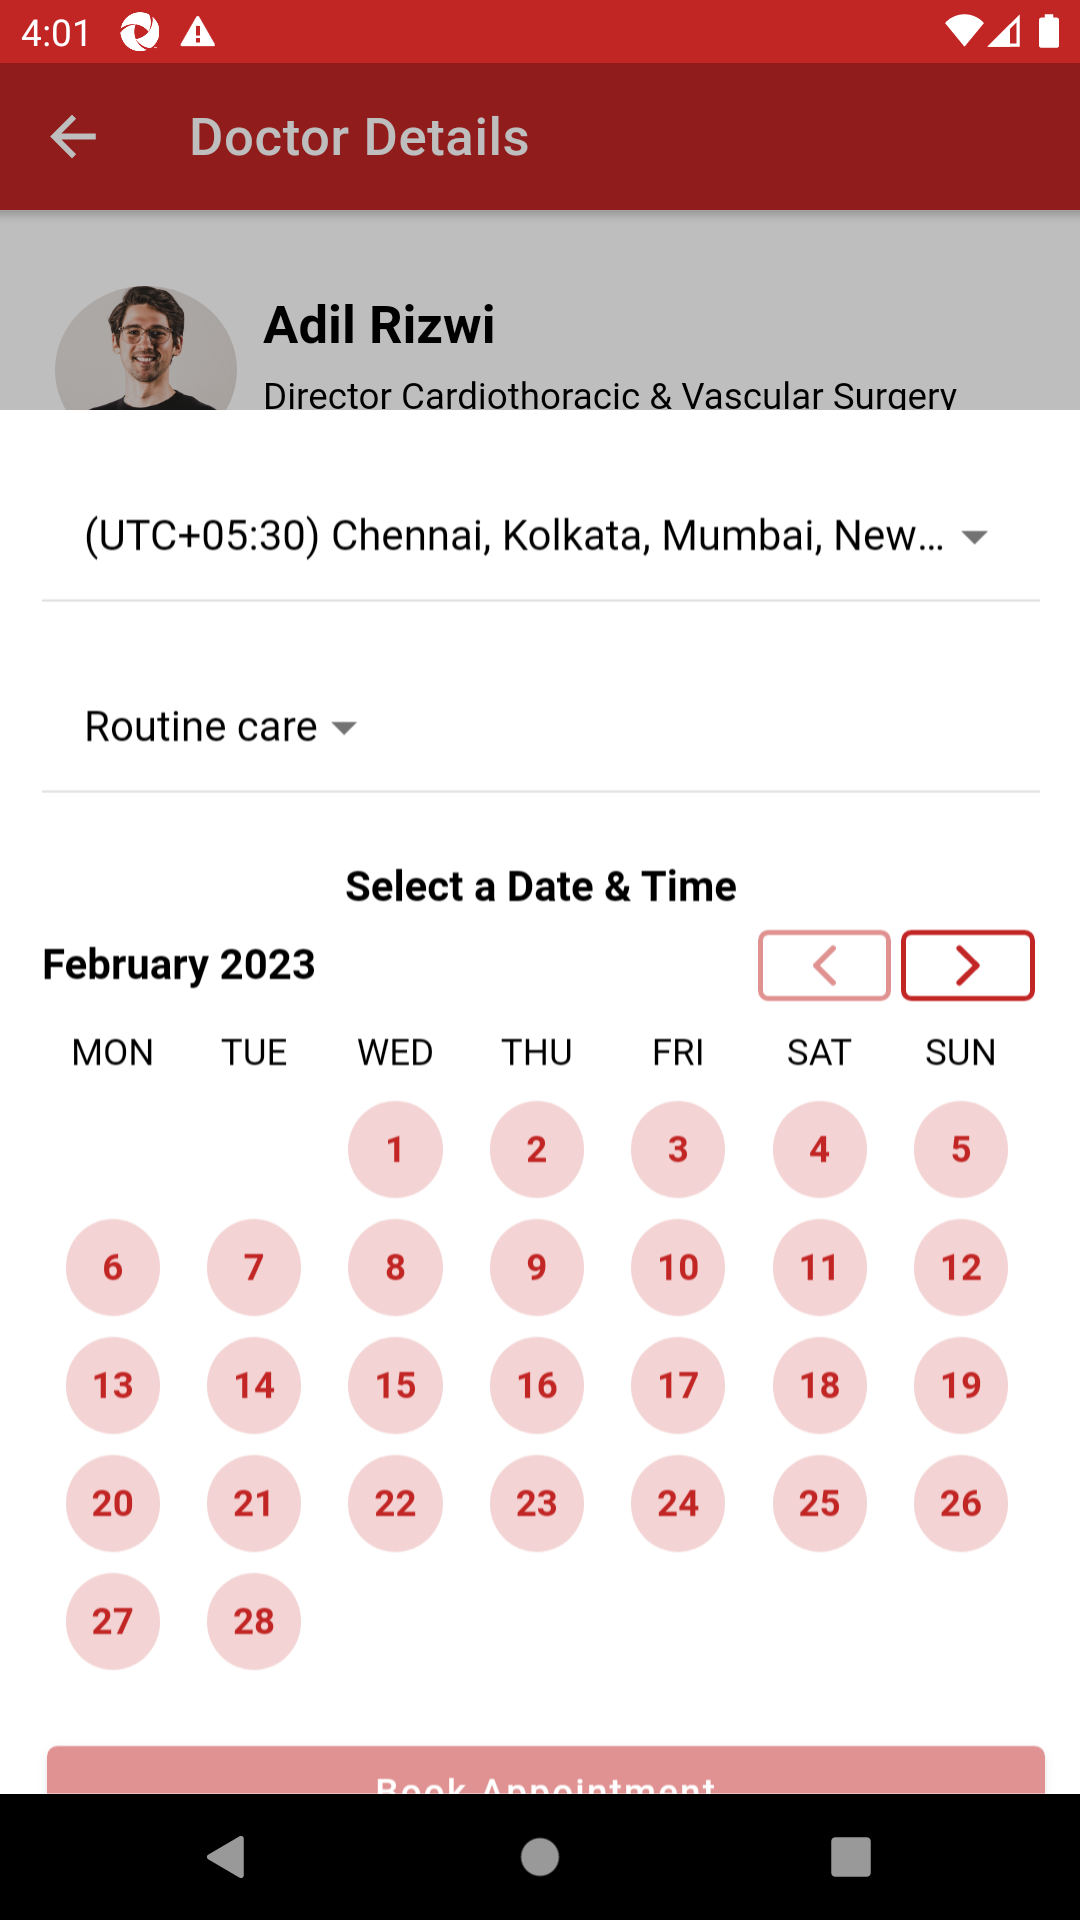 4:01
Doctor Details
Adil Rizwi
Director Cardiothoracic & Vascular Surgery
(UTC+05:30) Chennai, Kolkata, Mumbai, New...
Routine care
Select a Date & Time
February 2023
MON TUE WED THU FRI SAT SUN
1 2 3 4 5
6 7 8 9 10 11 12
13 14 15 16 17 18 19
20 21 22 23 24 25 26
27 28
Book Appointment